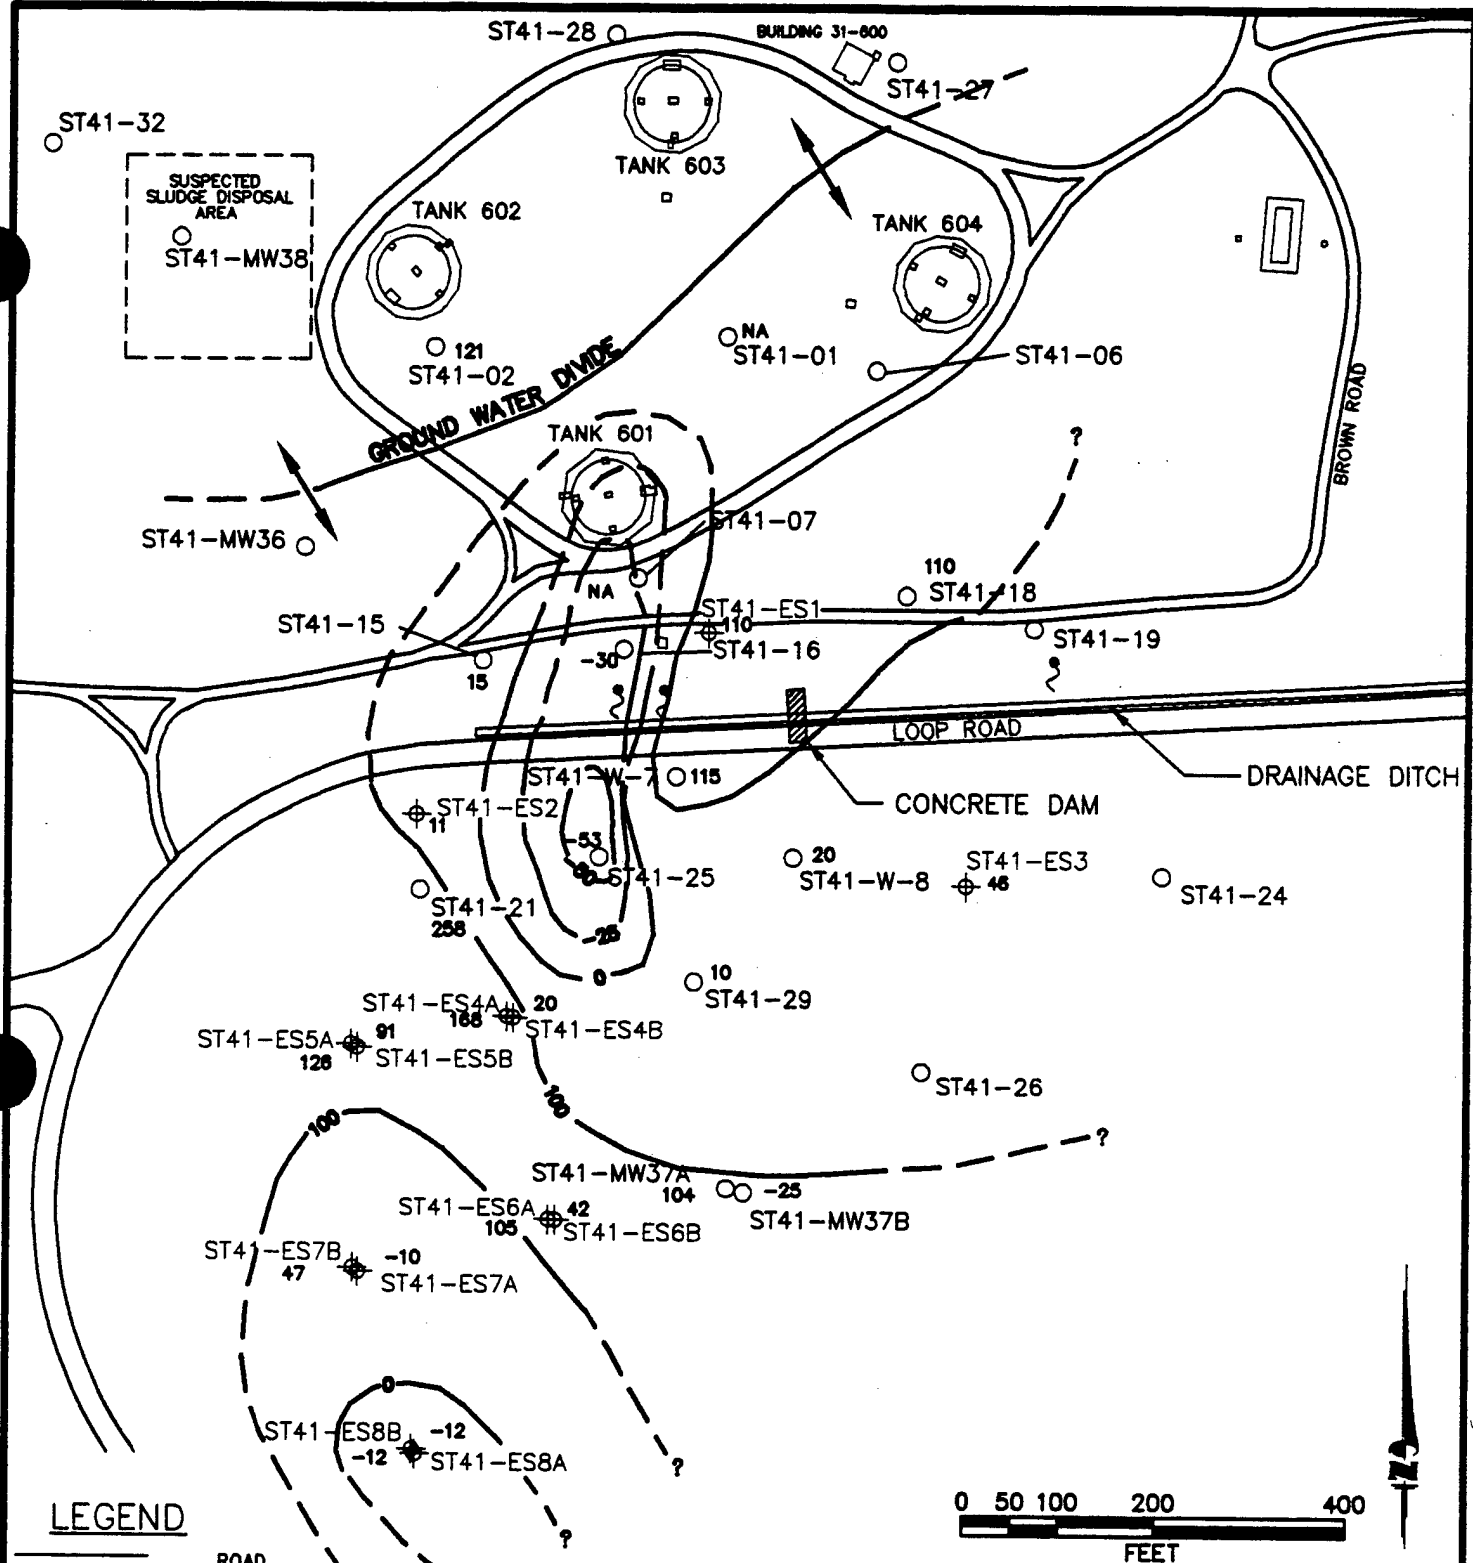 ST41-28
BUILDING 31-600
ST41-27
ST41-32
TANK 603
SUSPECTED
SLUDGE DISPOSAL
AREA
TANK 602
TANK 604
ST41-MW38
NA
ST41-01
ST41-06
121
ST41-02
GROUND WATER DIVIDE
BROWN ROAD
TANK 601
?
ST41-07
ST41-MW36
NA
110
ST41-18
ST41-ES1
110
ST41-15
ST41-16
ST41-19
-30
15
LOOP ROAD
ST41-W-7
115
DRAINAGE DITCH
CONCRETE DAM
ST41-ES2
11
-53
20
ST41-W-8
ST41-ES3
46
ST41-24
ST41-25
ST41-21
258
-25
0
10
ST41-29
ST41-ES4A
168
20
ST41-ES4B
ST41-ES5A
126
91
ST41-ES5B
ST41-26
100
100
?
ST41-MW37A
104
-25
ST41-MW37B
ST41-ES6A
105
42
ST41-ES6B
ST41-ES7B
47
-10
ST41-ES7A
0
ST41-ES8B
-12
-12
ST41-ES8A
?
?
LEGEND
0 50 100 200 400
FEET
ROAD